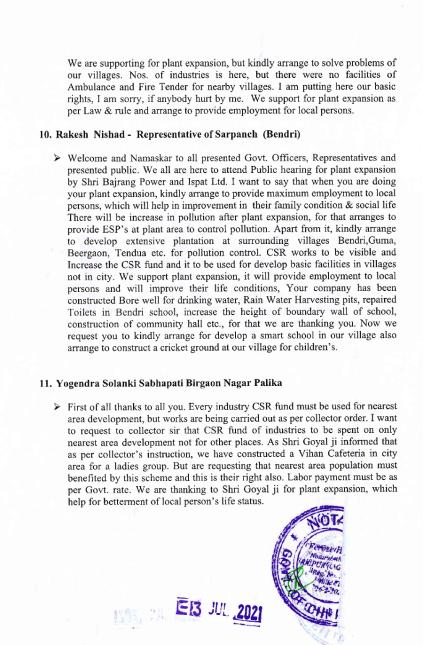 We are supporting for plant expansion, but kindly arrange to solve problems of
our villages. Nos. of industries is here, but there were no facilities of
Ambulance and Fire Tender for nearby villages. I am putting here our basic
rights, I am sorry, if anybody hurt by me. We support for plant expansion as
per Law & rule and arrange to provide employment for local persons.
10. Rakesh Nishad - Representative of Sarpanch (Bendri)
➤ Welcome and Namaskar to all presented Govt. Officers, Representatives and
presented public. We all are here to attend Public hearing for plant expansion
by Shri Bajrang Power and Ispat Ltd. I want to say that when you are doing
your plant expansion, kindly arrange to provide maximum employment to local
persons, which will help in improvement in their family condition & social life
There will be increase in pollution after plant expansion, for that arranges to
provide ESP's at plant area to control pollution. Apart from it, kindly arrange
to develop extensive plantation at surrounding villages Bendri,Guma,
Beergaon, Tendua etc. for pollution control. CSR works to be visible and
Increase the CSR fund and it to be used for develop basic facilities in villages
not in city. We support plant expansion, it will provide employment to local
persons and will improve their life conditions, Your company has been
constructed Bore well for drinking water, Rain Water Harvesting pits, repaired
Toilets in Bendri school, increase the height of boundary wall of school,
construction of community hall etc., for that we are thanking you. Now we
request you to kindly arrange for develop a smart school in our village also
arrange to construct a cricket ground at our village for children's.
11. Yogendra Solanki Sabhapati Birgaon Nagar Palika
➤ First of all thanks to all you. Every industry CSR fund must be used for nearest
area development, but works are being carried out as per collector order. I want
to request to collector sir that CSR fund of industries to be spent on only
nearest area development not for other places. As Shri Goyal ji informed that
as per collector's instruction, we have constructed a Vihan Cafeteria in city
area for a ladies group. But are requesting that nearest area population must
benefited by this scheme and this is their right also. Labor payment must be as
per Govt. rate. We are thanking to Shri Goyal ji for plant expansion, which
help for betterment of local person's life status.
NOTA
GOV
JUL 2021